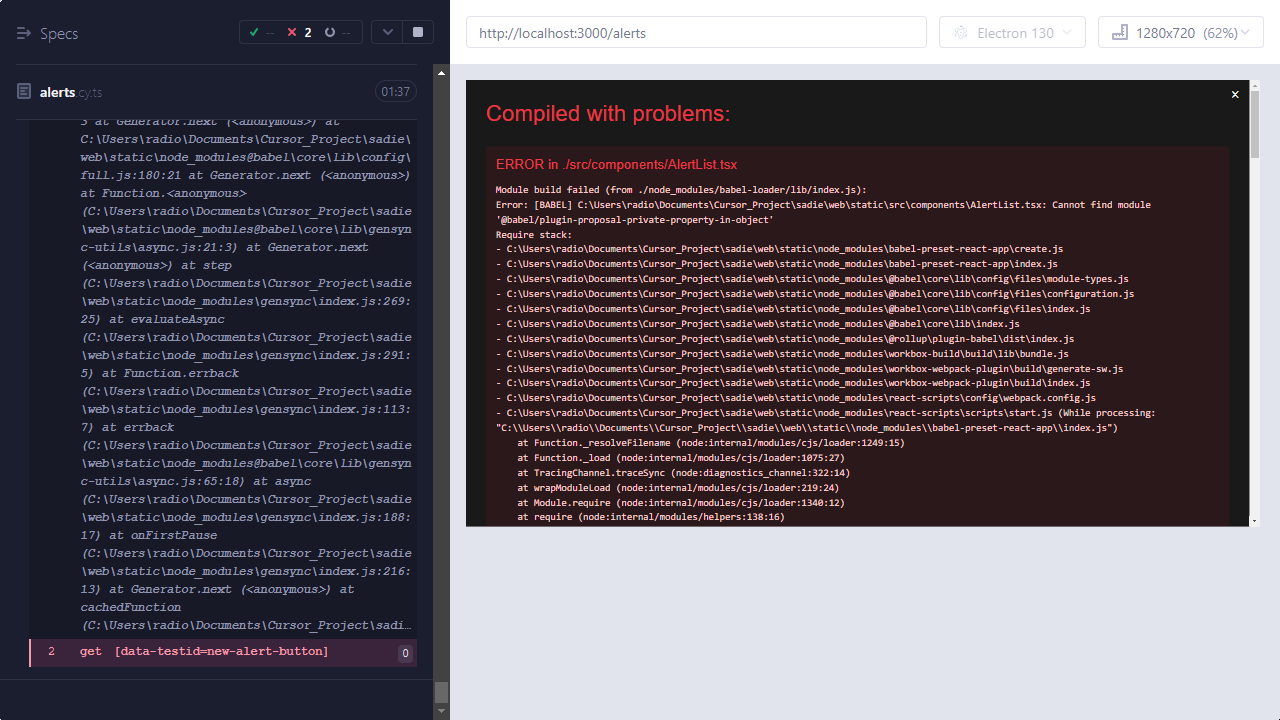 Specs
-- 2 --
alerts.cy.ts
01:37
3 at Generator.next (<anonymous>) at
C:\Users\radio\Documents\Cursor_Project\sadie\
web\static\node_modules@babel\core\lib\config\
full.js:180:21 at Generator.next (<anonymous>)
at Function.<anonymous>
(C:\Users\radio\Documents\Cursor_Project\sadie
\web\static\node_modules@babel\core\lib\gensyn
c-utils\async.js:21:3) at Generator.next
(<anonymous>) at step
(C:\Users\radio\Documents\Cursor_Project\sadie
\web\static\node_modules\gensync\index.js:269:
25) at evaluateAsync
(C:\Users\radio\Documents\Cursor_Project\sadie
\web\static\node_modules\gensync\index.js:291:
5) at Function.errback
(C:\Users\radio\Documents\Cursor_Project\sadie
\web\static\node_modules\gensync\index.js:113:
7) at errback
(C:\Users\radio\Documents\Cursor_Project\sadie
\web\static\node_modules@babel\core\lib\gensyn
c-utils\async.js:65:18) at async
(C:\Users\radio\Documents\Cursor_Project\sadie
\web\static\node_modules\gensync\index.js:188:
17) at onFirstPause
(C:\Users\radio\Documents\Cursor_Project\sadie
\web\static\node_modules\gensync\index.js:216:
13) at Generator.next (<anonymous>) at
cachedFunction
(C:\Users\radio\Documents\Cursor_Project\sadi…
2 get [data-testid=new-alert-button] 0
http://localhost:3000/alerts
Electron 130
1280x720 (62%)
x
Compiled with problems:
ERROR in ./src/components/AlertList.tsx
Module build failed (from ./node_modules/babel-loader/lib/index.js):
Error: [BABEL] C:\Users\radio\Documents\Cursor_Project\sadie\web\static\src\components\AlertList.tsx: Cannot find module
'@babel/plugin-proposal-private-property-in-object'
Require stack:
- C:\Users\radio\Documents\Cursor_Project\sadie\web\static\node_modules\babel-preset-react-app\create.js
- C:\Users\radio\Documents\Cursor_Project\sadie\web\static\node_modules\babel-preset-react-app\index.js
- C:\Users\radio\Documents\Cursor_Project\sadie\web\static\node_modules\@babel\core\lib\config\files\module-types.js
- C:\Users\radio\Documents\Cursor_Project\sadie\web\static\node_modules\@babel\core\lib\config\files\configuration.js
- C:\Users\radio\Documents\Cursor_Project\sadie\web\static\node_modules\@babel\core\lib\config\files\index.js
- C:\Users\radio\Documents\Cursor_Project\sadie\web\static\node_modules\@babel\core\lib\index.js
- C:\Users\radio\Documents\Cursor_Project\sadie\web\static\node_modules\@rollup\plugin-babel\dist\index.js
- C:\Users\radio\Documents\Cursor_Project\sadie\web\static\node_modules\workbox-build\build\lib\bundle.js
- C:\Users\radio\Documents\Cursor_Project\sadie\web\static\node_modules\workbox-webpack-plugin\build\generate-sw.js
- C:\Users\radio\Documents\Cursor_Project\sadie\web\static\node_modules\workbox-webpack-plugin\build\index.js
- C:\Users\radio\Documents\Cursor_Project\sadie\web\static\node_modules\react-scripts\config\webpack.config.js
- C:\Users\radio\Documents\Cursor_Project\sadie\web\static\node_modules\react-scripts\scripts\start.js (While processing:
"C:\\Users\\radio\\Documents\\Cursor_Project\\sadie\\web\\static\\node_modules\\babel-preset-react-app\\index.js")
at Function._resolveFilename (node:internal/modules/cjs/loader:1249:15)
at Function._load (node:internal/modules/cjs/loader:1075:27)
at TracingChannel.traceSync (node:diagnostics_channel:322:14)
at wrapModuleLoad (node:internal/modules/cjs/loader:219:24)
at Module.require (node:internal/modules/cjs/loader:1340:12)
at require (node:internal/modules/helpers:138:16)